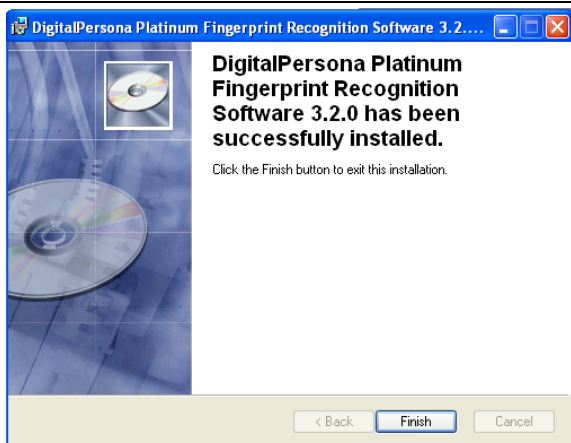 DigitalPersona Platinum Fingerprint Recognition Software 3.2....
DigitalPersona Platinum
Fingerprint Recognition
Software 3.2.0 has been
successfully installed.
Click the Finish button to exit this installation.
< Back Finish Cancel